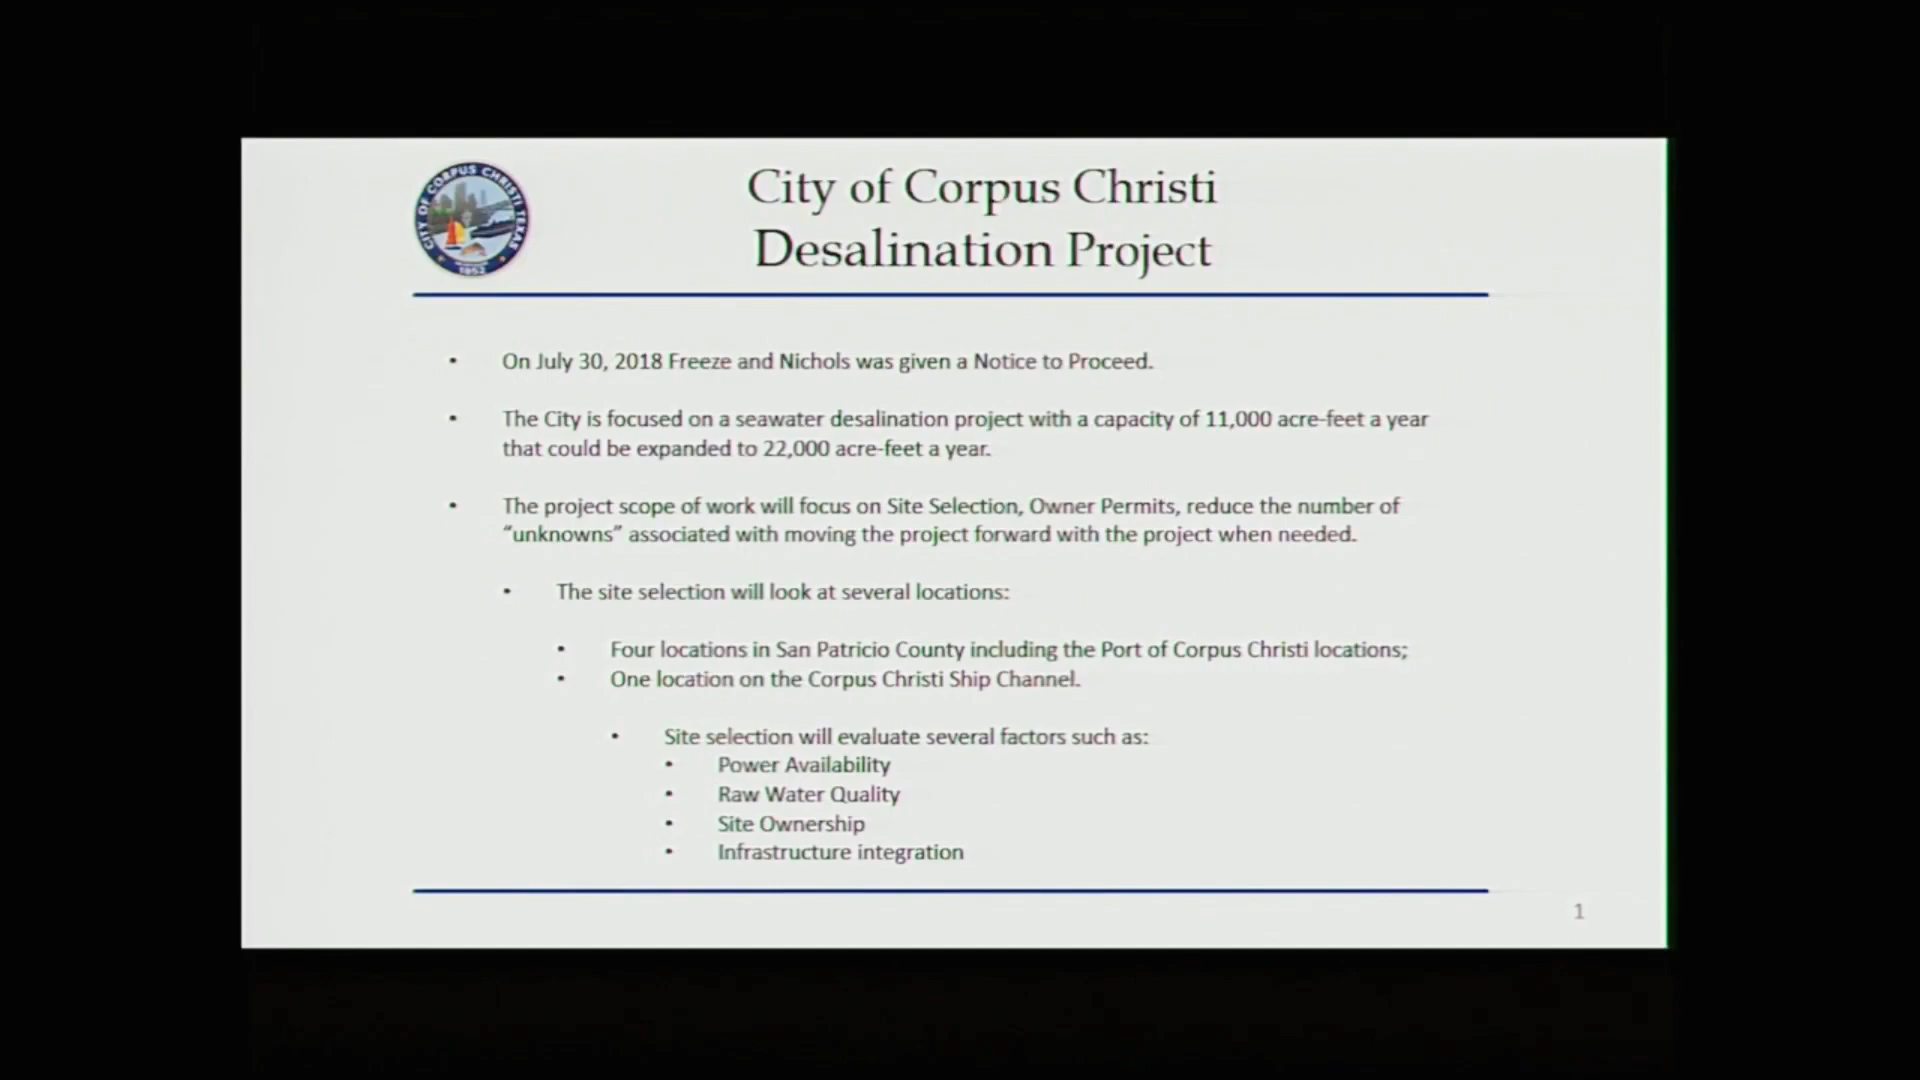 CITY OF CORPUS CHRISTI TEXAS
1852
City of Corpus Christi
Desalination Project
• On July 30, 2018 Freeze and Nichols was given a Notice to Proceed.
• The City is focused on a seawater desalination project with a capacity of 11,000 acre-feet a year
that could be expanded to 22,000 acre-feet a year.
• The project scope of work will focus on Site Selection, Owner Permits, reduce the number of
“unknowns” associated with moving the project forward with the project when needed.
• The site selection will look at several locations:
• Four locations in San Patricio County including the Port of Corpus Christi locations;
• One location on the Corpus Christi Ship Channel.
• Site selection will evaluate several factors such as:
• Power Availability
• Raw Water Quality
• Site Ownership
• Infrastructure integration
1